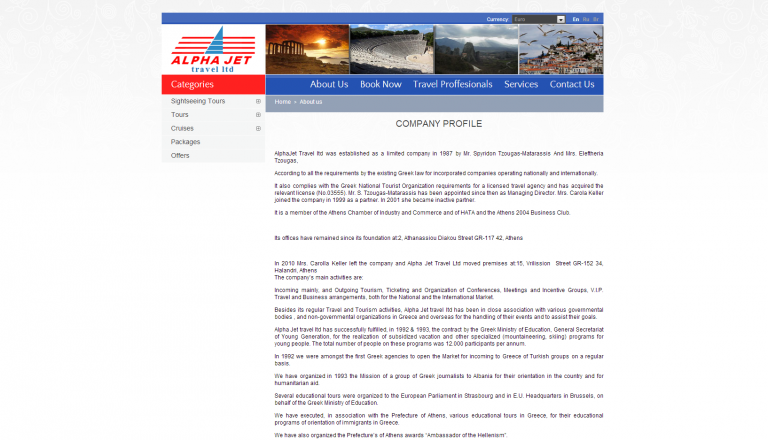 Currency: Euro En Ro Bг
ALPHA JET
travel ltd
Categories
About Us Book Now Travel Proffesionals Services Contact Us
Sightseeing Tours
Tours
Cruises
Packages
Offers
Home » About us
COMPANY PROFILE
AlphaJet Travel ltd was established as a limited company in 1987 by Mr. Spyridon Tzougas-Matarassis And Mrs. Eleftheria
Tzougas,
According to all the requirements by the existing Greek law for incorporated companies operating nationally and internationally.
It also complies with the Greek National Tourist Organization requirements for a licensed travel agency and has acquired the
relevant license (No.03555). Mr. S. Tzougas-Matarassis has been appointed since then as Managing Director. Mrs. Carola Keller
joined the company in 1999 as a partner. In 2001 she became inactive partner.
It is a member of the Athens Chamber of Industry and Commerce and of HATA and the Athens 2004 Business Club.
Its offices have remained since its foundation at:2, Athanassiou Diakou Street GR-117 42, Athens
In 2010 Mrs, Carolla Keller left the company and Alpha Jet Travel Ltd moved premises at:15, Vrilission Street GR-152 34,
Halandri, Athens
The company's main activities are:
Incoming mainly, and Outgoing Tourism, Ticketing and Organization of Conferences, Meetings and Incentive Groups, V.I.P.
Travel and Business arrangements, both for the National and the International Market.
Besides its regular Travel and Tourism activities, Alpha Jet travel ltd has been in close association with various governmental
bodies , and non-governmental organizations in Greece and overseas for the handling of their events and to assist their goals.
Alpha Jet travel ltd has successfully fulfilled, in 1992 & 1993, the contract by the Greek Ministry of Education, General Secretariat
of Young Generation, for the realization of subsidized vacation and other specialized (mountaineering, skiing) programs for
young people. The total number of people on these programs was 12.000 participants per annum.
In 1992 we were amongst the first Greek agencies to open the Market for incoming to Greece of Turkish groups on a regular
basis.
We have organized in 1993 the Mission of a group of Greek journalists to Albania for their orientation in the country and for
humanitarian aid.
Several educational tours were organized to the European Parliament in Strasbourg and in E.U. Headquarters in Brussels, on
behalf of the Greek Ministry of Education.
We have executed, in association with the Prefecture of Athens, various educational tours in Greece, for their educational
programs of orientation of immigrants in Greece.
We have also organized the Prefecture's of Athens awards "Ambassador of the Hellenism".